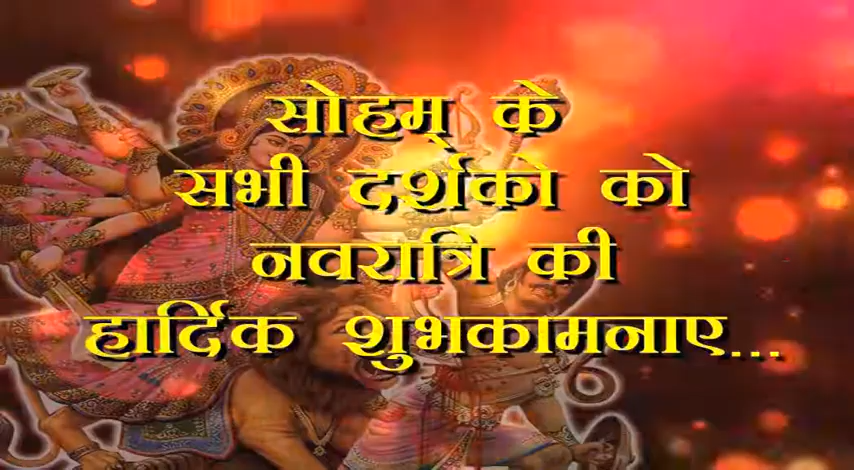 सोहम् के
सभी दर्शको को
नवरात्रि की
हार्दिक शुभकामनाए...